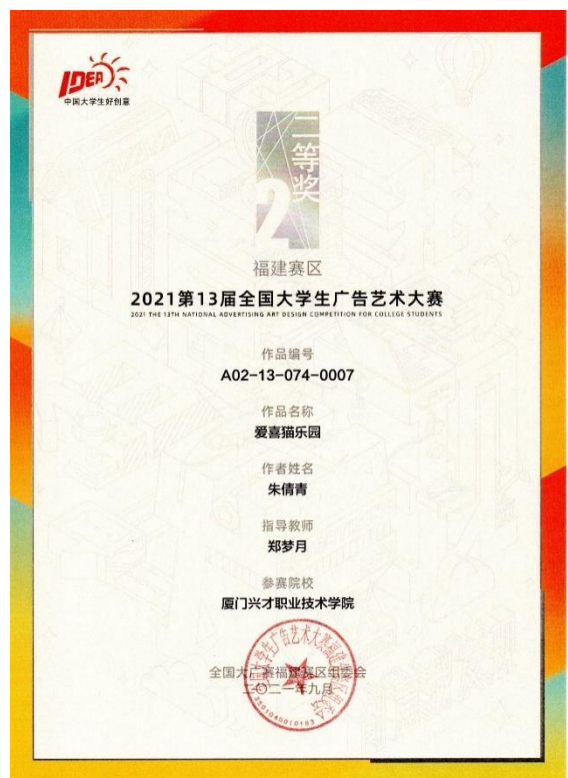 IDEA
中国大学生好创意
二等奖
2
福建赛区
2021第13届全国大学生广告艺术大赛
2021 THE 13TH NATIONAL ADVERTISING ART DESIGN COMPETITION FOR COLLEGE STUDENTS
作品编号
A02-13-074-0007
作品名称
爱喜猫乐园
作者姓名
朱倩青
指导教师
郑梦月
参赛院校
厦门兴才职业技术学院
全国大广赛福建赛区组委会
二〇二一年九月